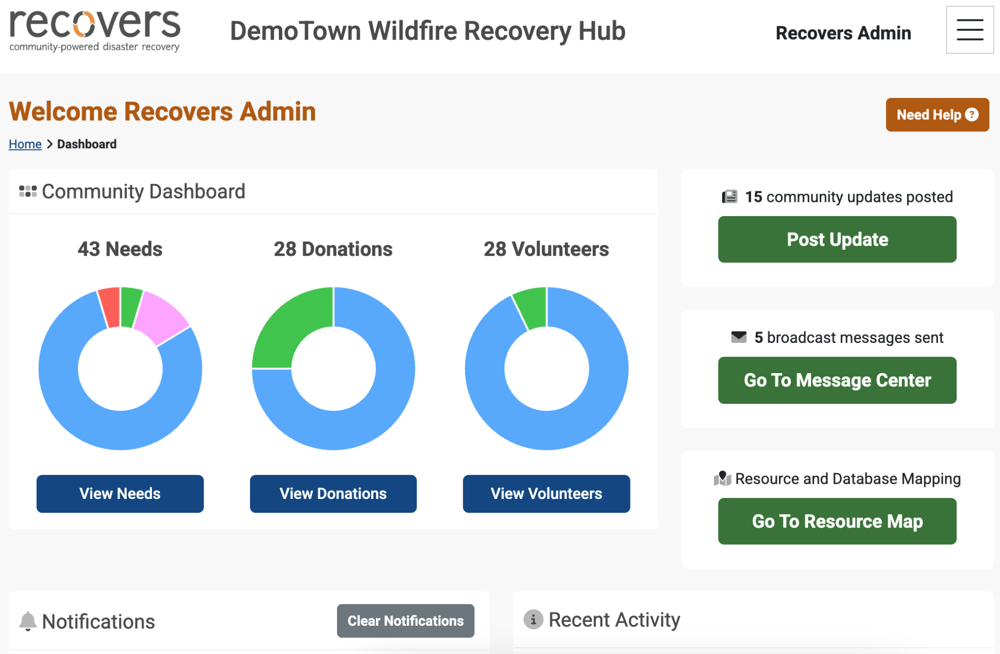 recovers
community-powered disaster recovery
DemoTown Wildfire Recovery Hub
Recovers Admin
Welcome Recovers Admin
Need Help ?
Home > Dashboard
Community Dashboard
43 Needs
28 Donations
28 Volunteers
View Needs
View Donations
View Volunteers
15 community updates posted
Post Update
5 broadcast messages sent
Go To Message Center
Resource and Database Mapping
Go To Resource Map
Notifications
Clear Notifications
i Recent Activity